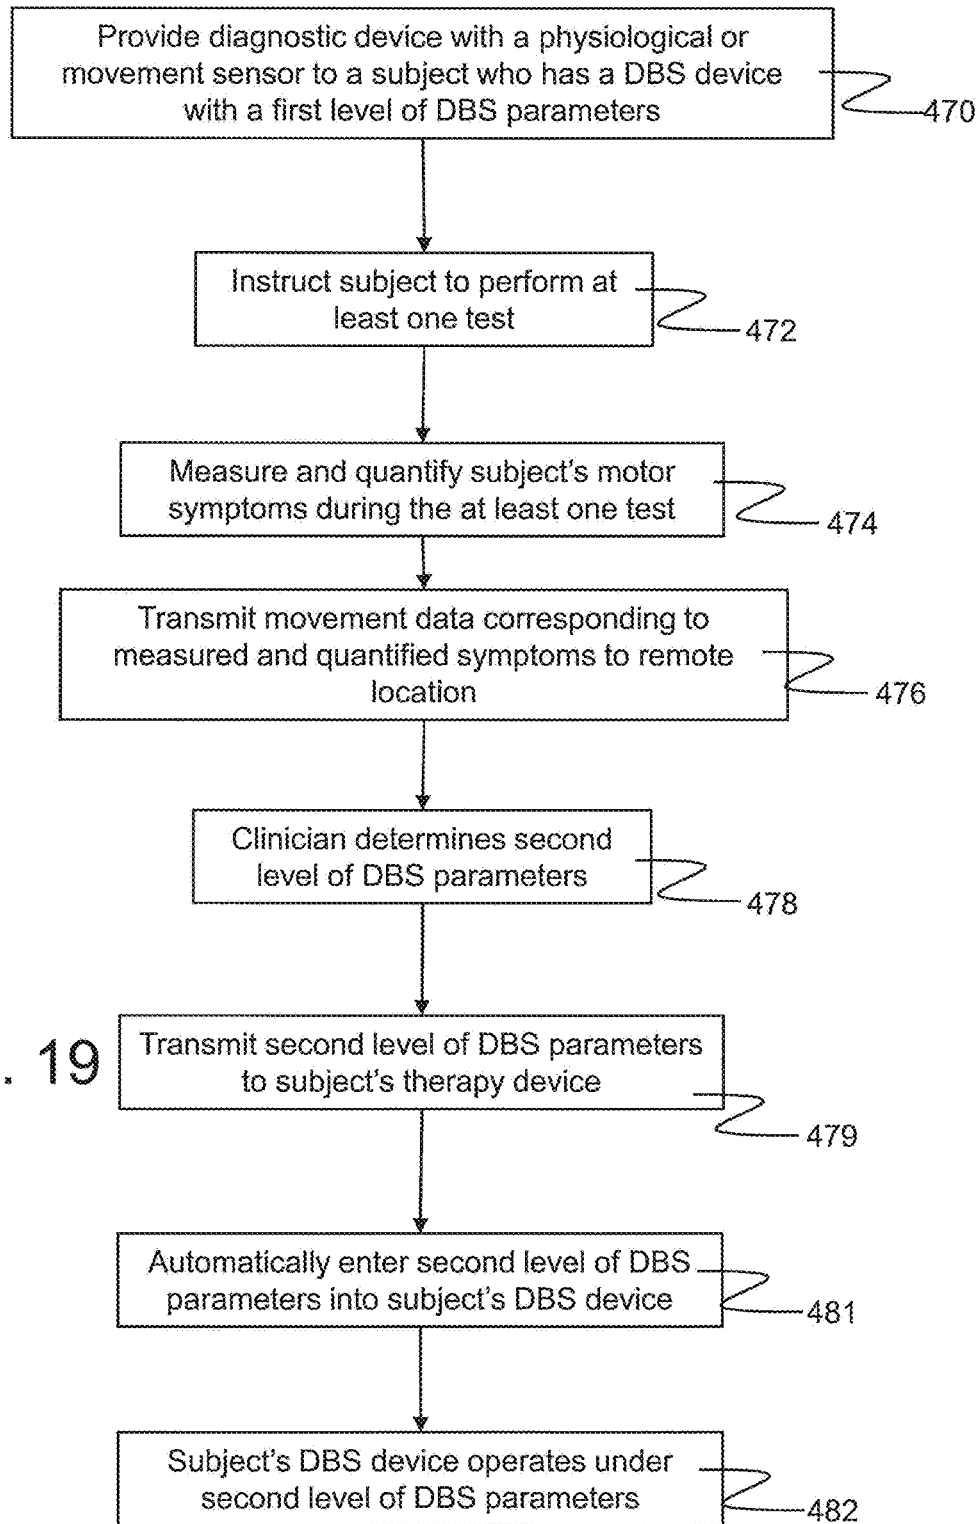 Provide diagnostic device with a physiological or
movement sensor to a subject who has a DBS device
with a first level of DBS parameters
470
Instruct subject to perform at
least one test
472
Measure and quantify subject's motor
symptoms during the at least one test
474
Transmit movement data corresponding to
measured and quantified symptoms to remote
location
476
Clinician determines second
level of DBS parameters
478
. 19
Transmit second level of DBS parameters
to subject's therapy device
479
Automatically enter second level of DBS
parameters into subject's DBS device
481
Subject's DBS device operates under
second level of DBS parameters
482